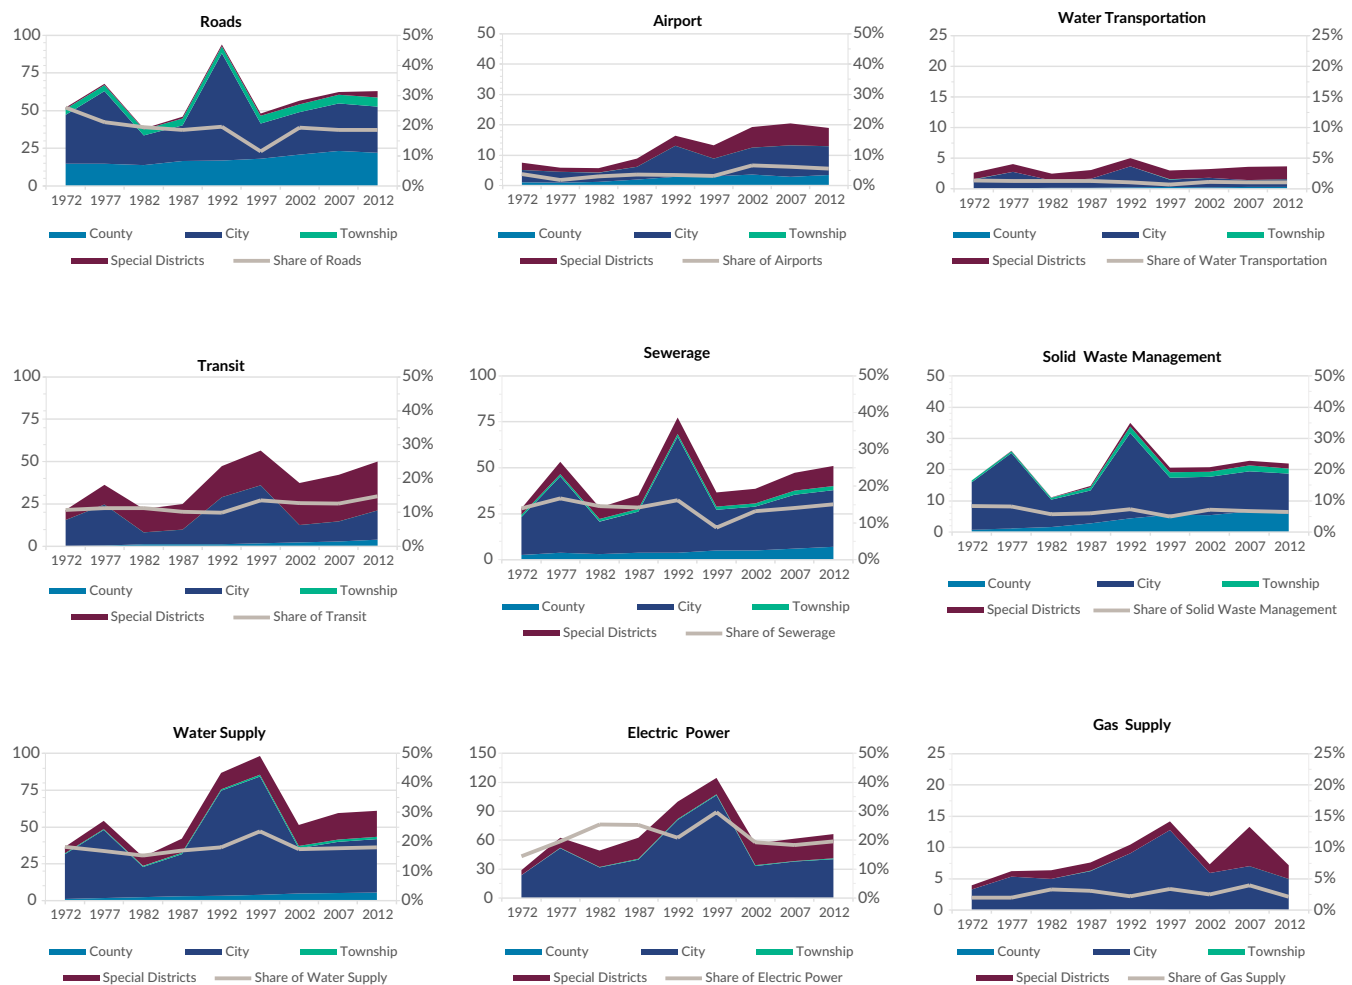 Roads
100
75
50
25
0
50%
40%
30%
20%
10%
0%
1972 1977 1982 1987 1992 1997 2002 2007 2012
County City Township
Special Districts Share of Roads
Airport
50
40
30
20
10
0
50%
40%
30%
20%
10%
0%
1972 1977 1982 1987 1992 1997 2002 2007 2012
County City Township
Special Districts Share of Airports
Water Transportation
25
20
15
10
5
0
25%
20%
15%
10%
5%
0%
1972 1977 1982 1987 1992 1997 2002 2007 2012
County City Township
Special Districts Share of Water Transportation
Transit
100
75
50
25
0
50%
40%
30%
20%
10%
0%
1972 1977 1982 1987 1992 1997 2002 2007 2012
County City Township
Special Districts Share of Transit
Sewerage
100
75
50
25
0
50%
40%
30%
20%
10%
0%
1972 1977 1982 1987 1992 1997 2002 2007 2012
County City Township
Special Districts Share of Sewerage
Solid Waste Management
50
40
30
20
10
0
50%
40%
30%
20%
10%
0%
1972 1977 1982 1987 1992 1997 2002 2007 2012
County City Township
Special Districts Share of Solid Waste Management
Water Supply
100
75
50
25
0
50%
40%
30%
20%
10%
0%
1972 1977 1982 1987 1992 1997 2002 2007 2012
County City Township
Special Districts Share of Water Supply
Electric Power
150
120
90
60
30
0
50%
40%
30%
20%
10%
0%
1972 1977 1982 1987 1992 1997 2002 2007 2012
County City Township
Special Districts Share of Electric Power
Gas Supply
25
20
15
10
5
0
25%
20%
15%
10%
5%
0%
1972 1977 1982 1987 1992 1997 2002 2007 2012
County City Township
Special Districts Share of Gas Supply